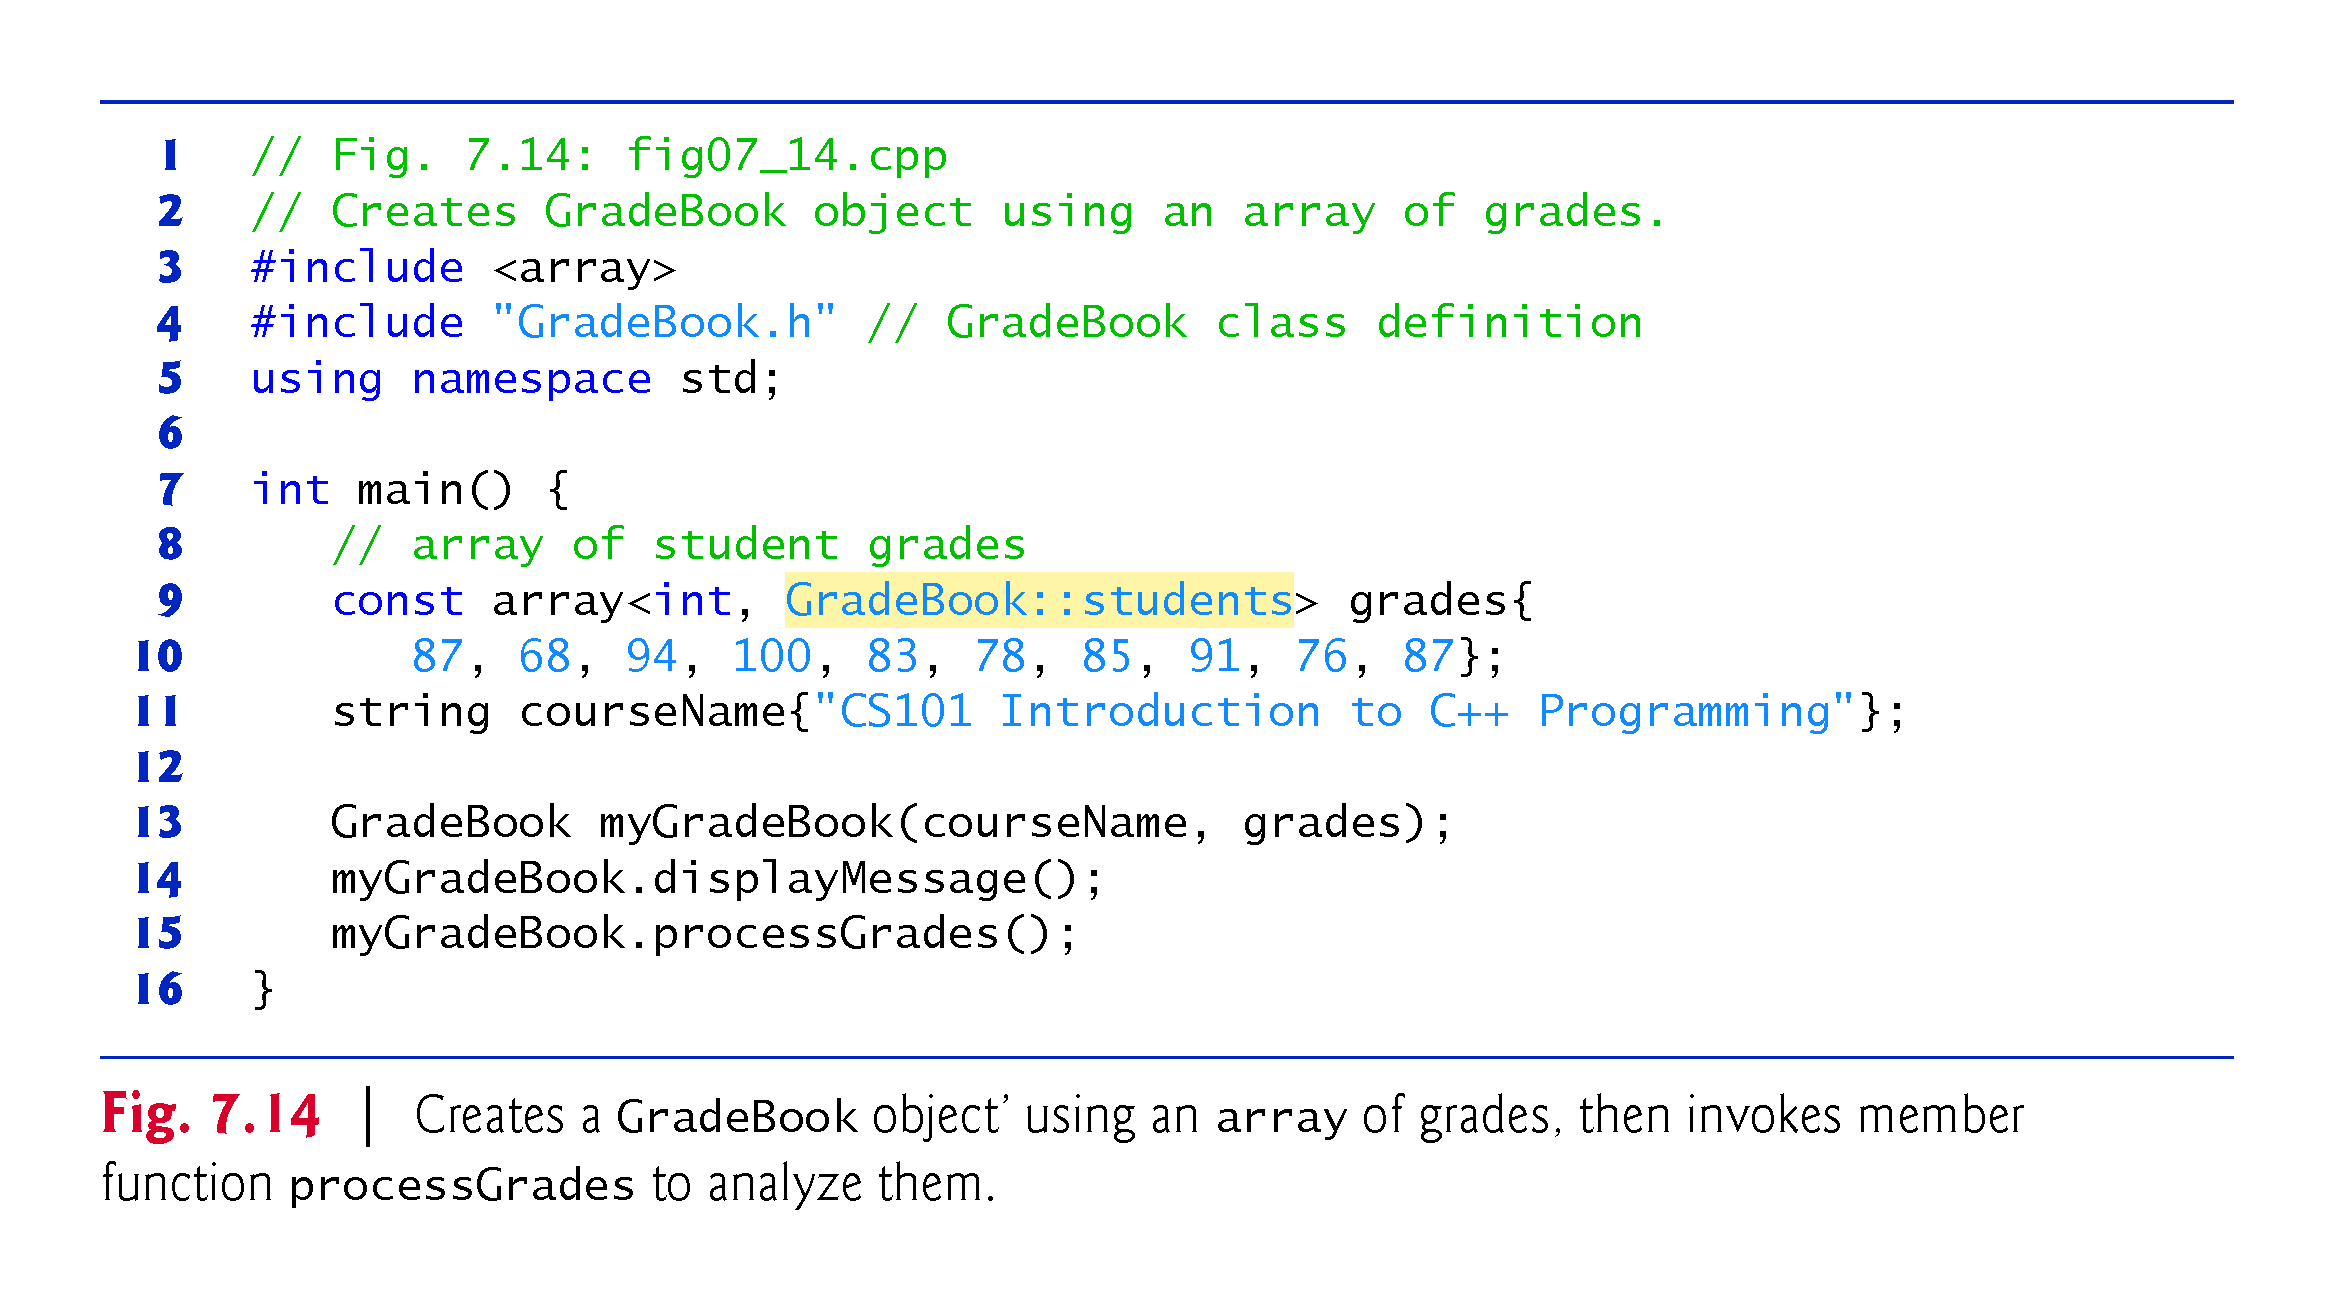 1 // Fig. 7.14: fig07_14.cpp
2 // Creates GradeBook object using an array of grades.
3 #include <array>
4 #include "GradeBook.h" // GradeBook class definition
5 using namespace std;
6
7 int main() {
8    // array of student grades
9    const array<int, GradeBook::students> grades{
10       87, 68, 94, 100, 83, 78, 85, 91, 76, 87};
11    string courseName{"CS101 Introduction to C++ Programming"};
12
13    GradeBook myGradeBook(courseName, grades);
14    myGradeBook.displayMessage();
15    myGradeBook.processGrades();
16 }
Fig. 7.14 | Creates a GradeBook object’ using an array of grades, then invokes member
function processGrades to analyze them.